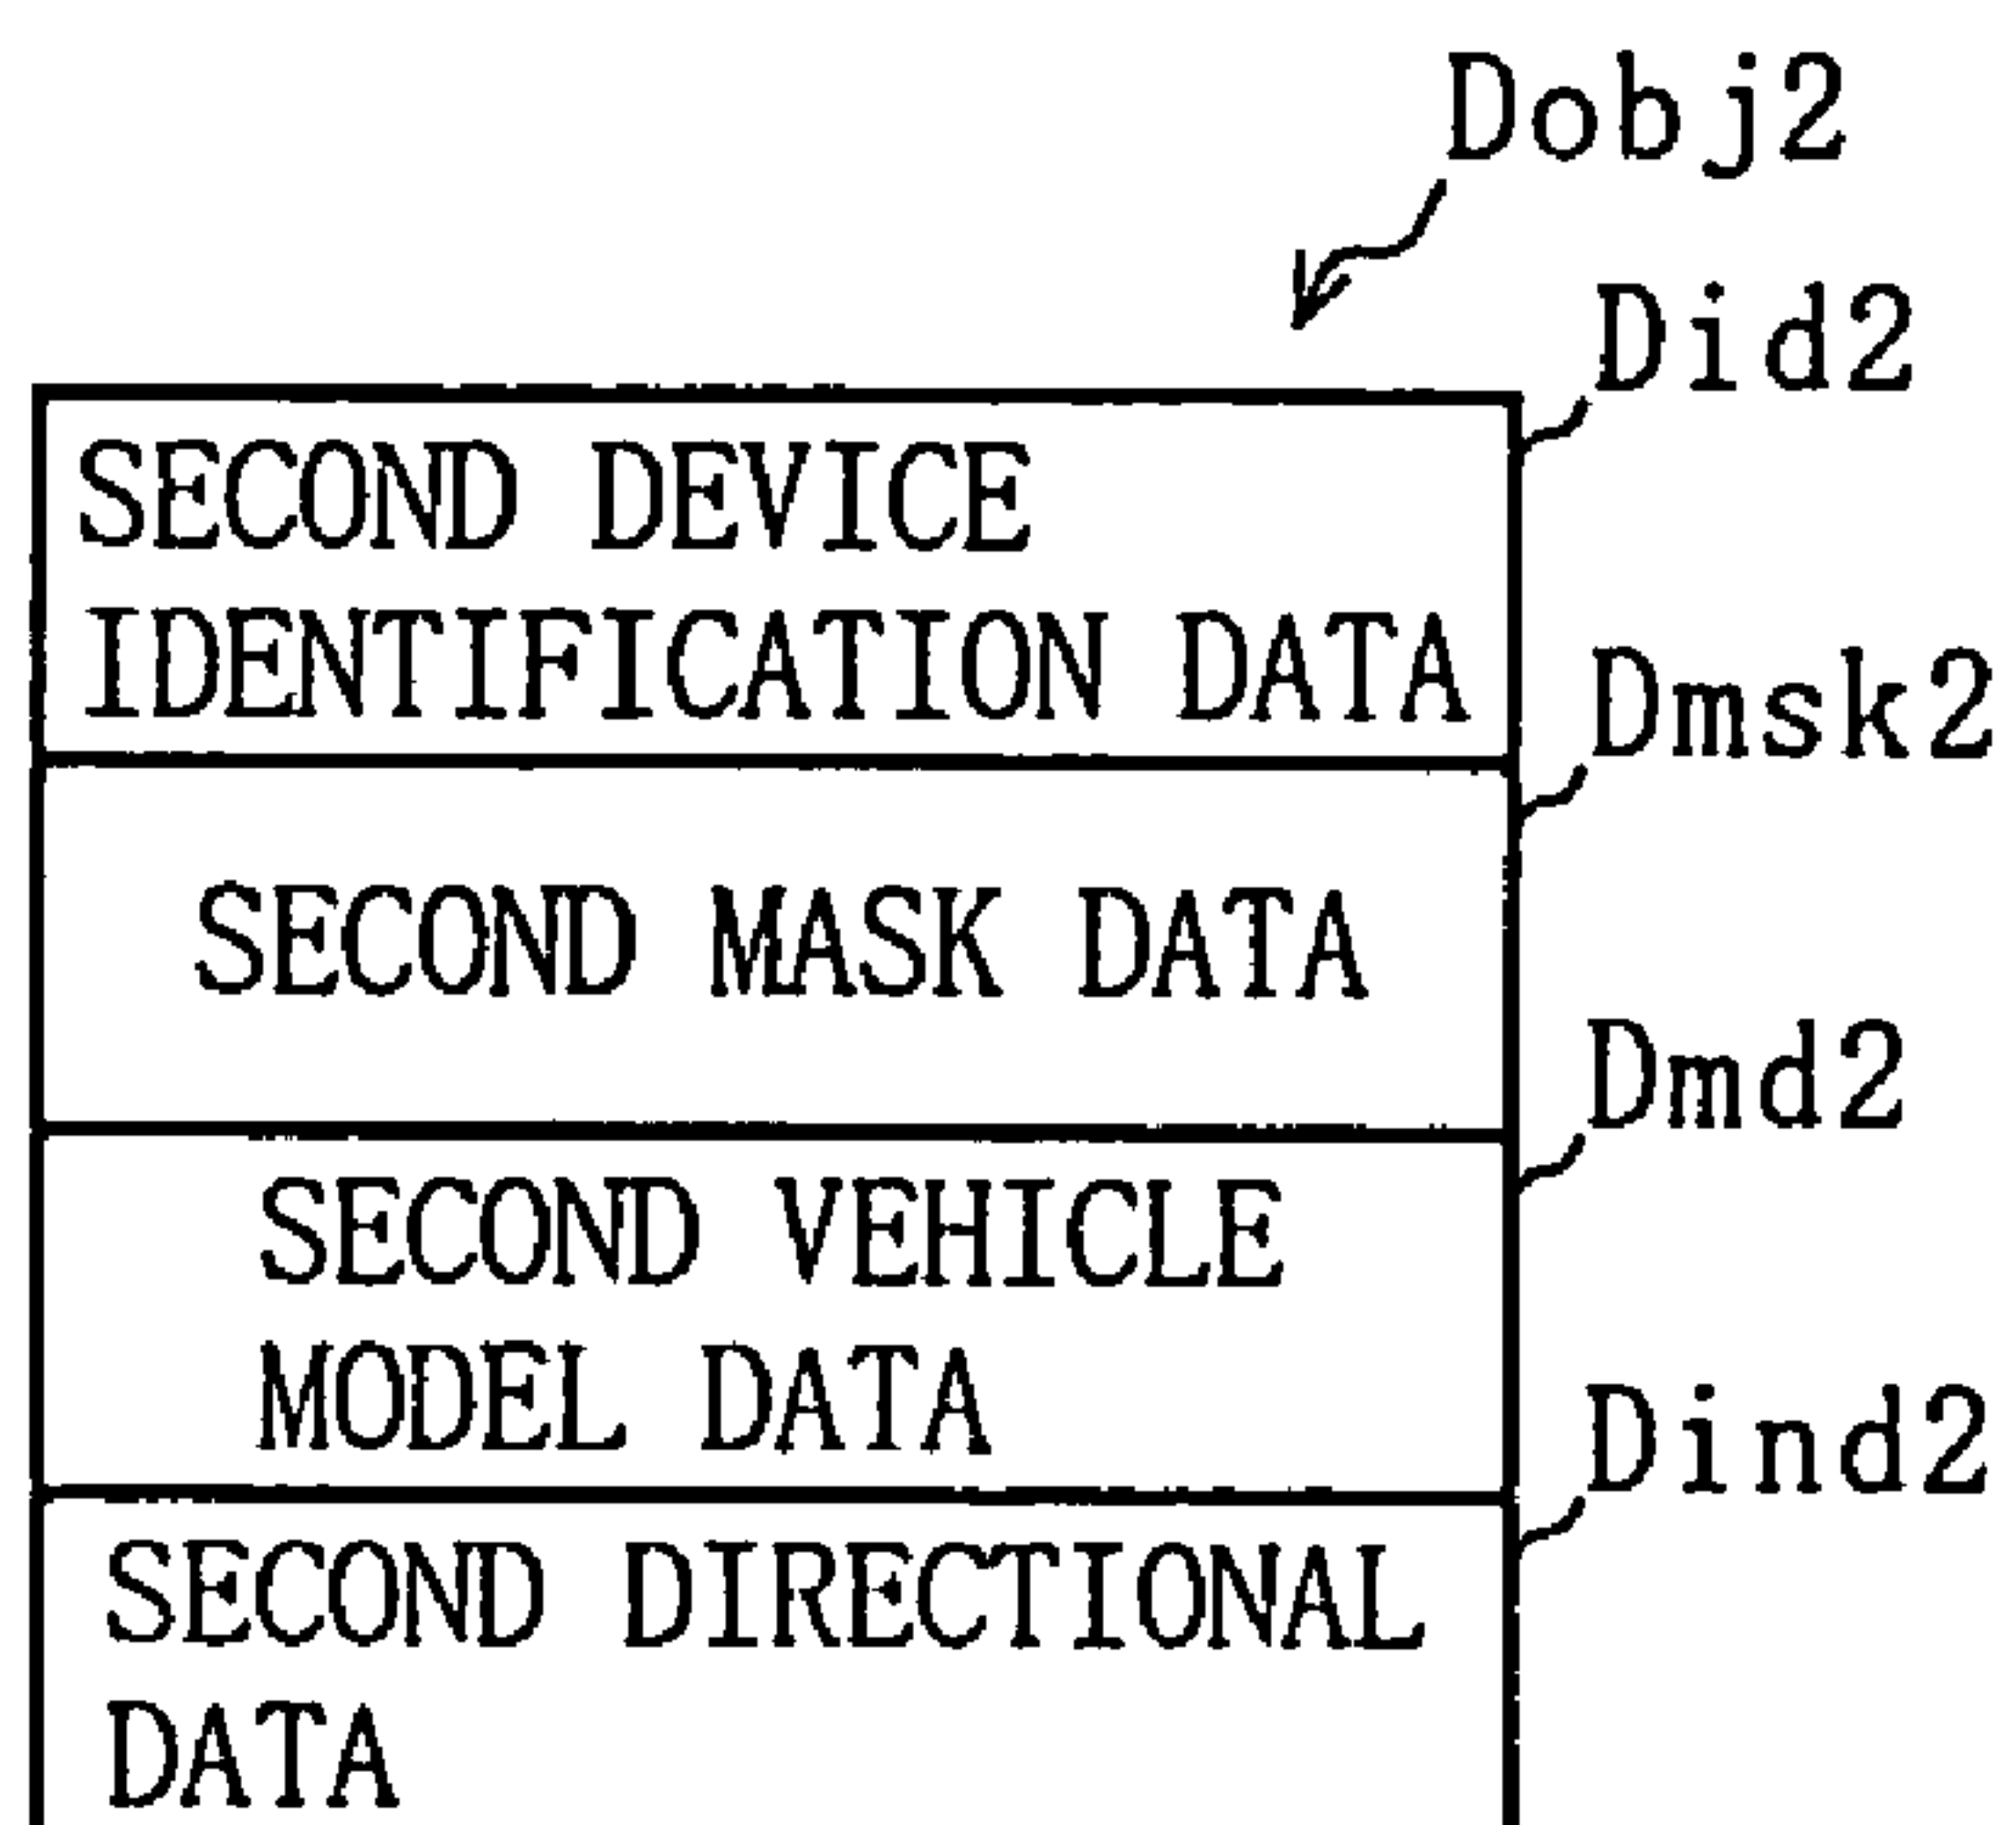 Dobj2
Did2
SECOND DEVICE
IDENTIFICATION DATA
Dmsk2
SECOND MASK DATA
Dmd2
SECOND VEHICLE
MODEL DATA
Dind2
SECOND DIRECTIONAL
DATA